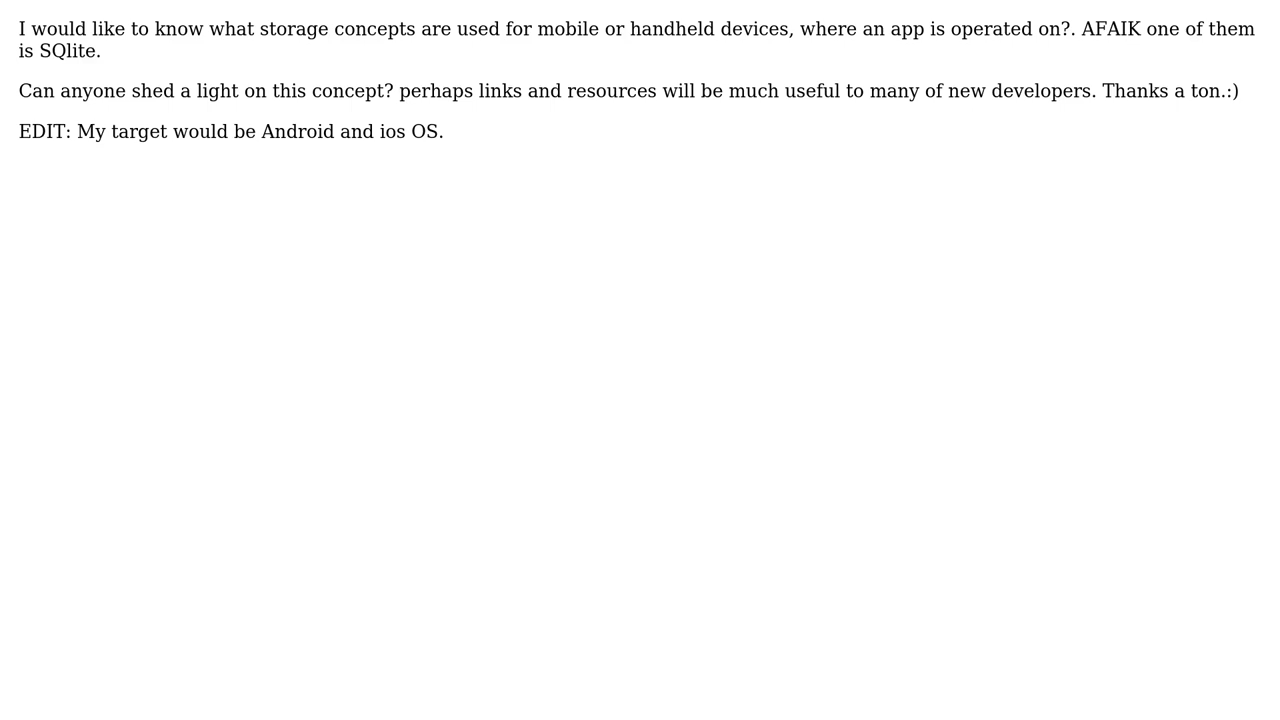 I would like to know what storage concepts are used for mobile or handheld devices, where an app is operated on?. AFAIK one of them
is SQlite.
Can anyone shed a light on this concept? perhaps links and resources will be much useful to many of new developers. Thanks a ton.:)
EDIT: My target would be Android and ios OS.